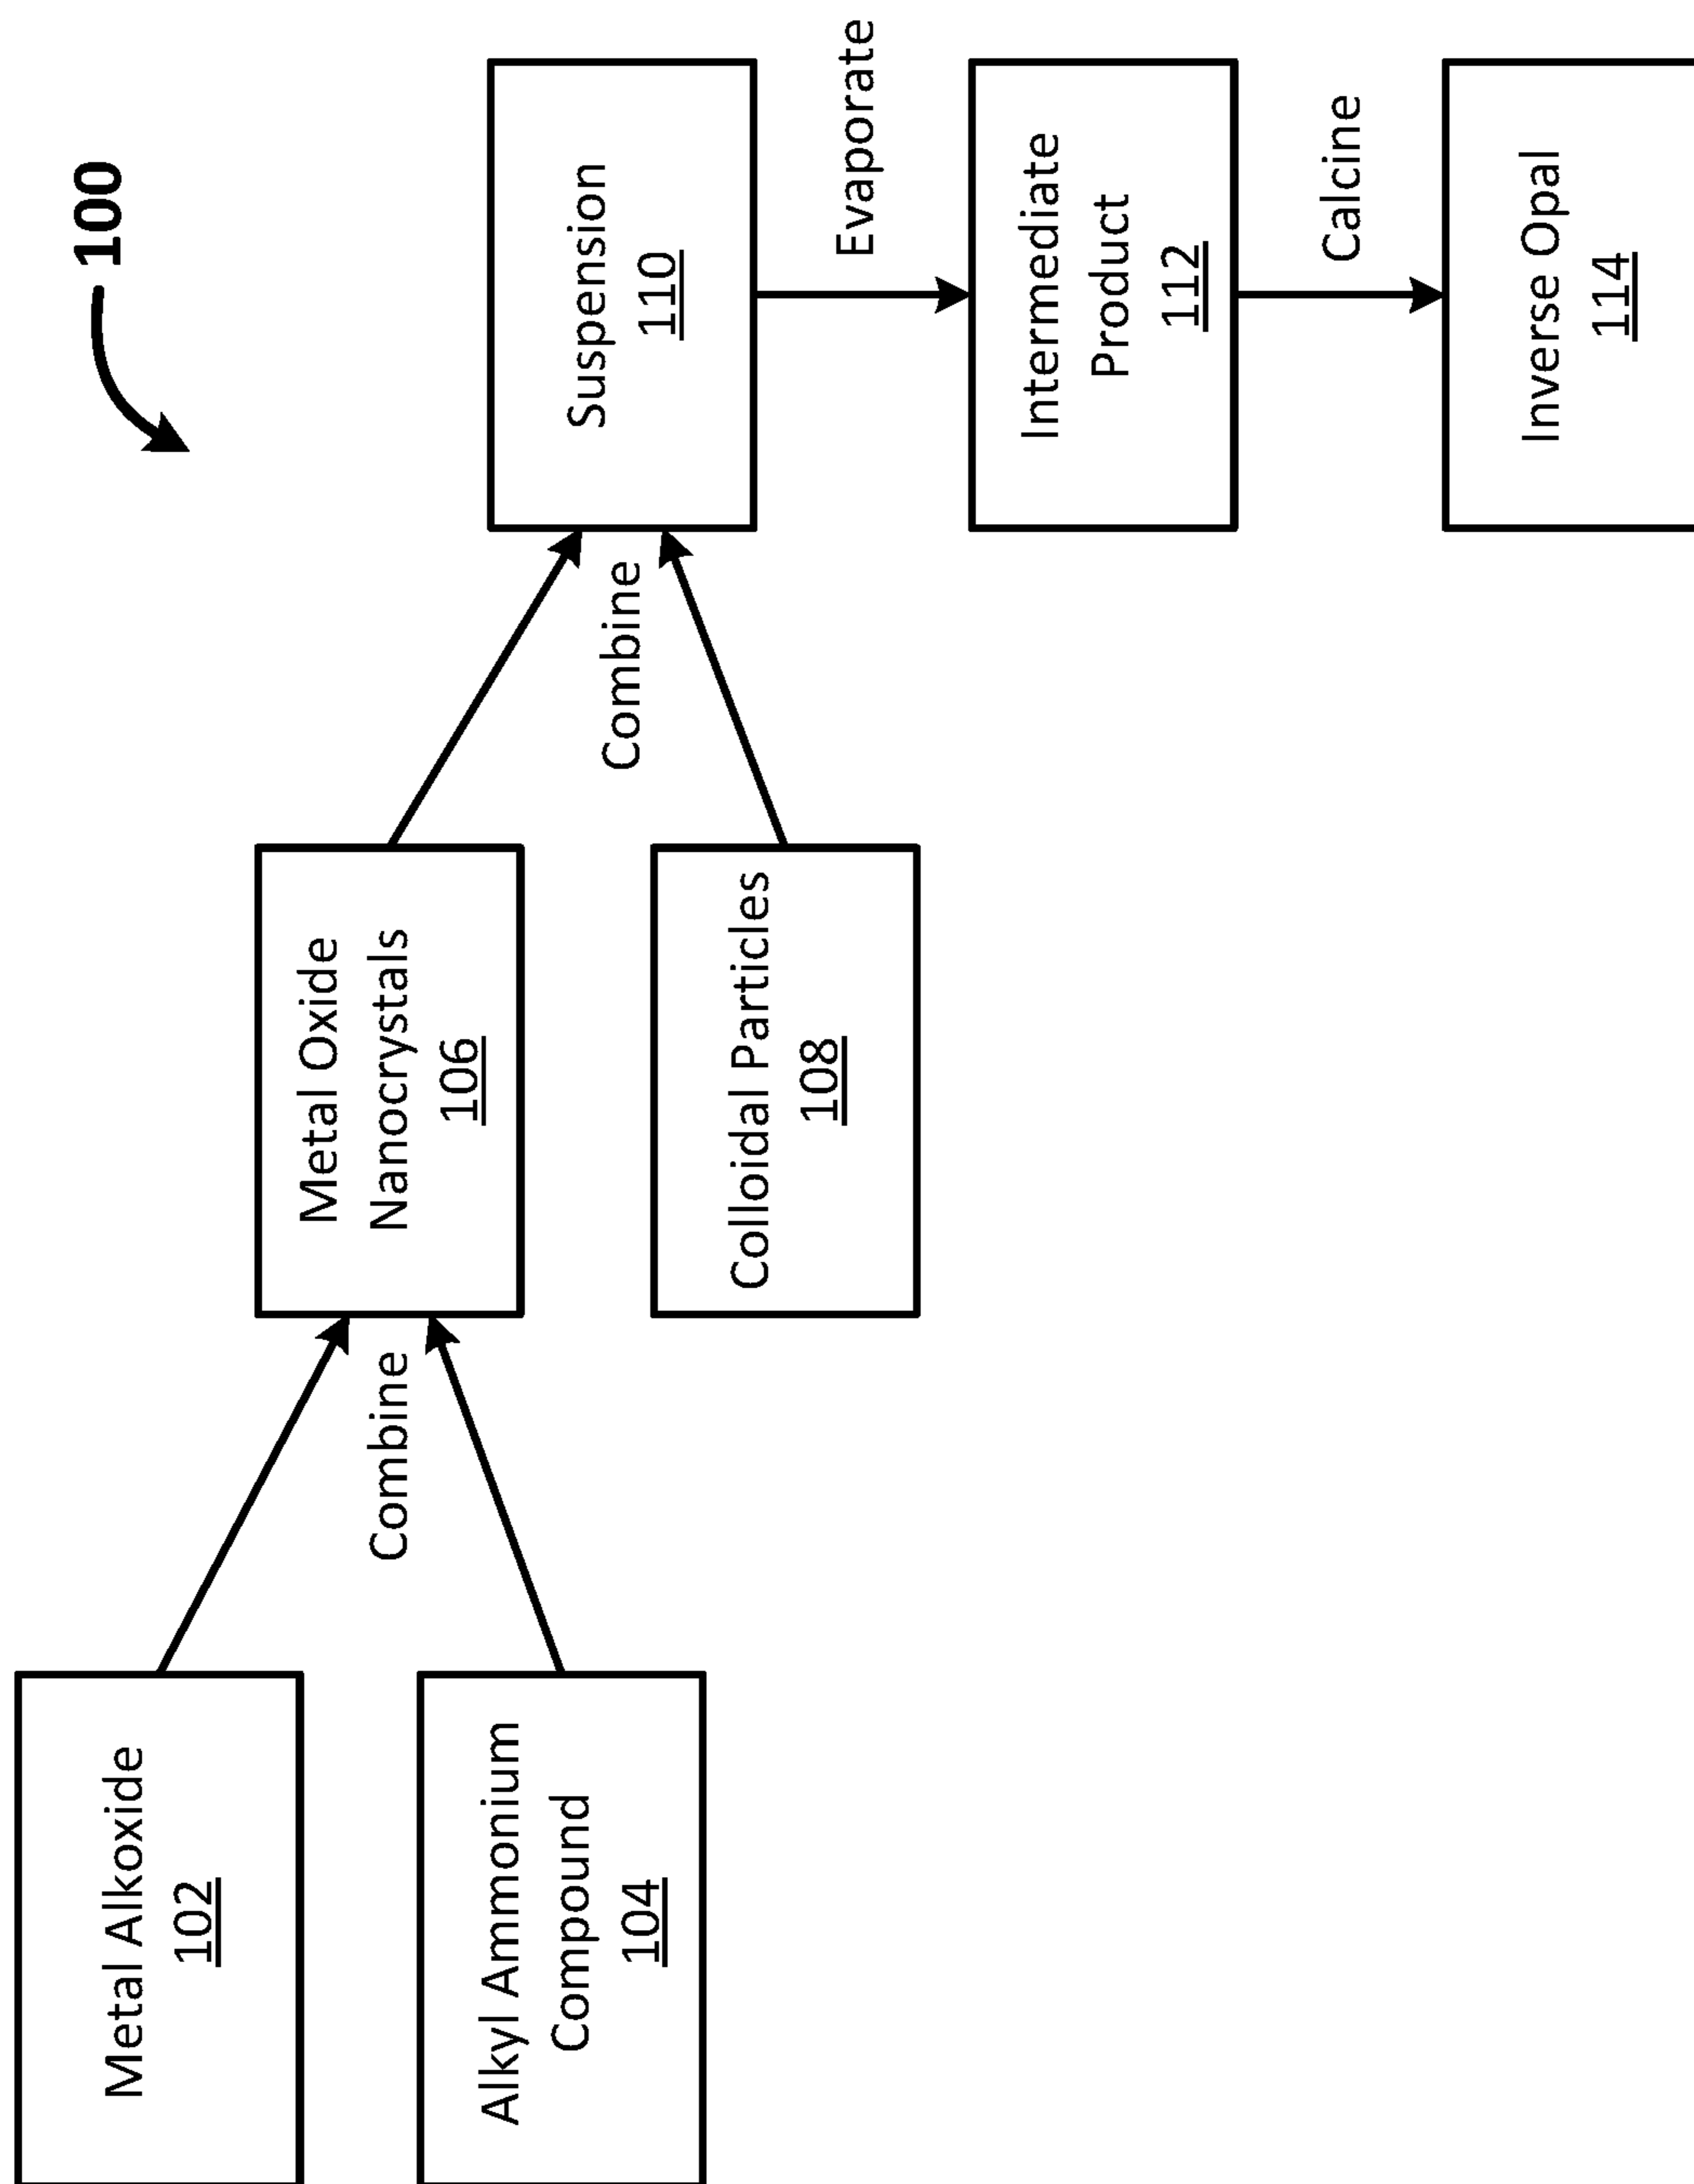 100
Metal Alkoxide
102
Alkyl Ammonium
Compound
104
Combine
Metal Oxide
Nanocrystals
106
Colloidal Particles
108
Combine
Suspension
110
Evaporate
Intermediate
Product
112
Calcine
Inverse Opal
114